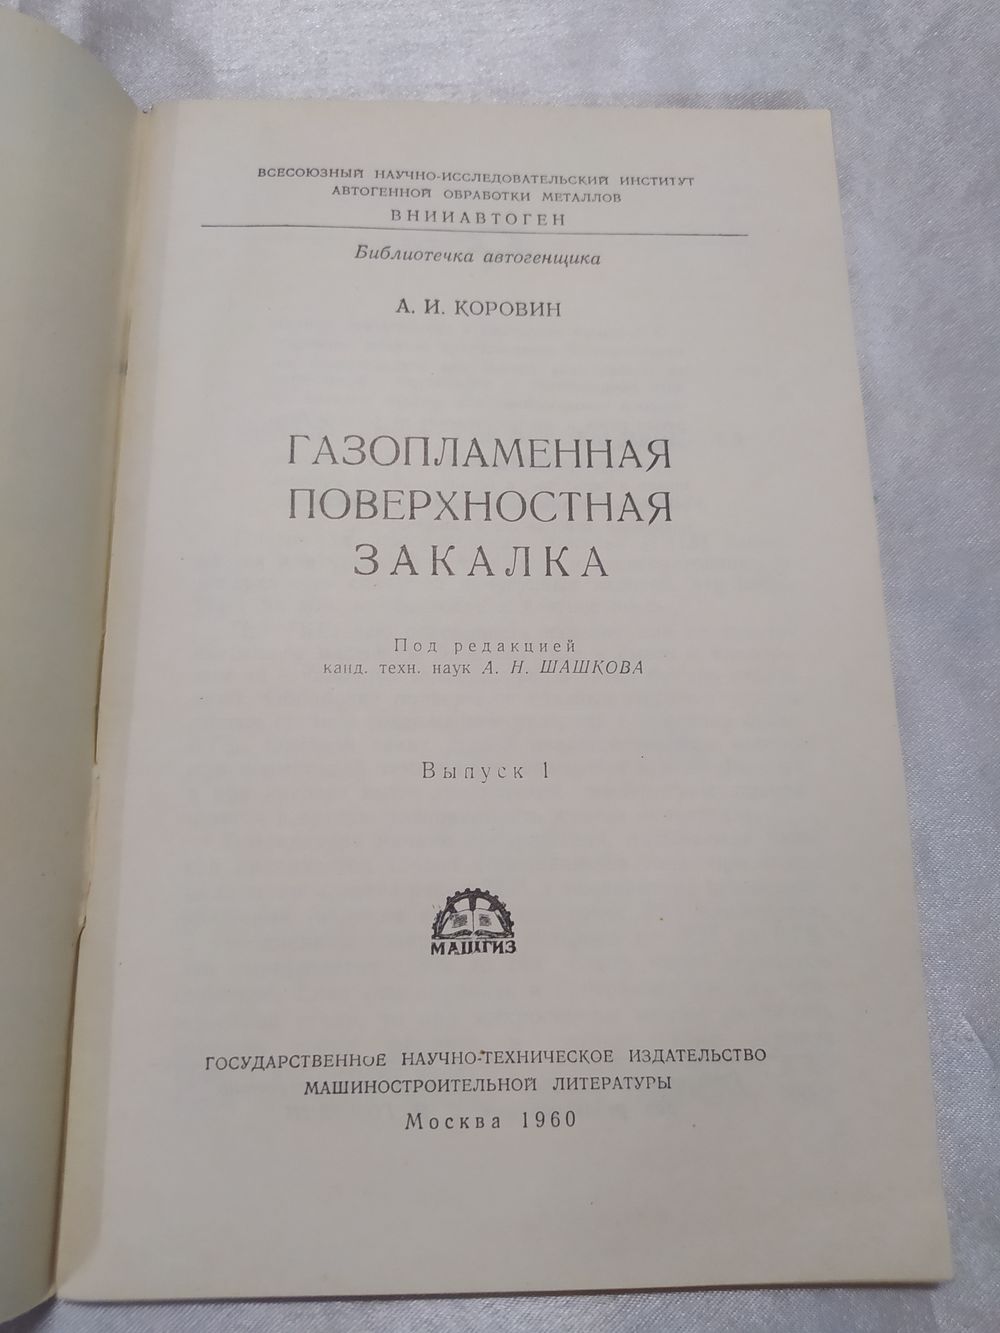 ВСЕСОЮЗНЫЙ НАУЧНО-ИССЛЕДОВАТЕЛЬСКИЙ ИНСТИТУТ
АВТОГЕННОЙ ОБРАБОТКИ МЕТАЛЛОВ
ВНИИАВТОГЕН
Библиотечка автогенщика
А. И. КОРОВИН
ГАЗОПЛАМЕННАЯ
ПОВЕРХНОСТНАЯ
ЗАКАЛКА
Под редакцией
канд. техн. наук А. Н. ШАШКОВА
Выпуск 1
МАШГИЗ
ГОСУДАРСТВЕННОЕ НАУЧНО-ТЕХНИЧЕСКОЕ ИЗДАТЕЛЬСТВО
МАШИНОСТРОИТЕЛЬНОЙ ЛИТЕРАТУРЫ
Москва 1960